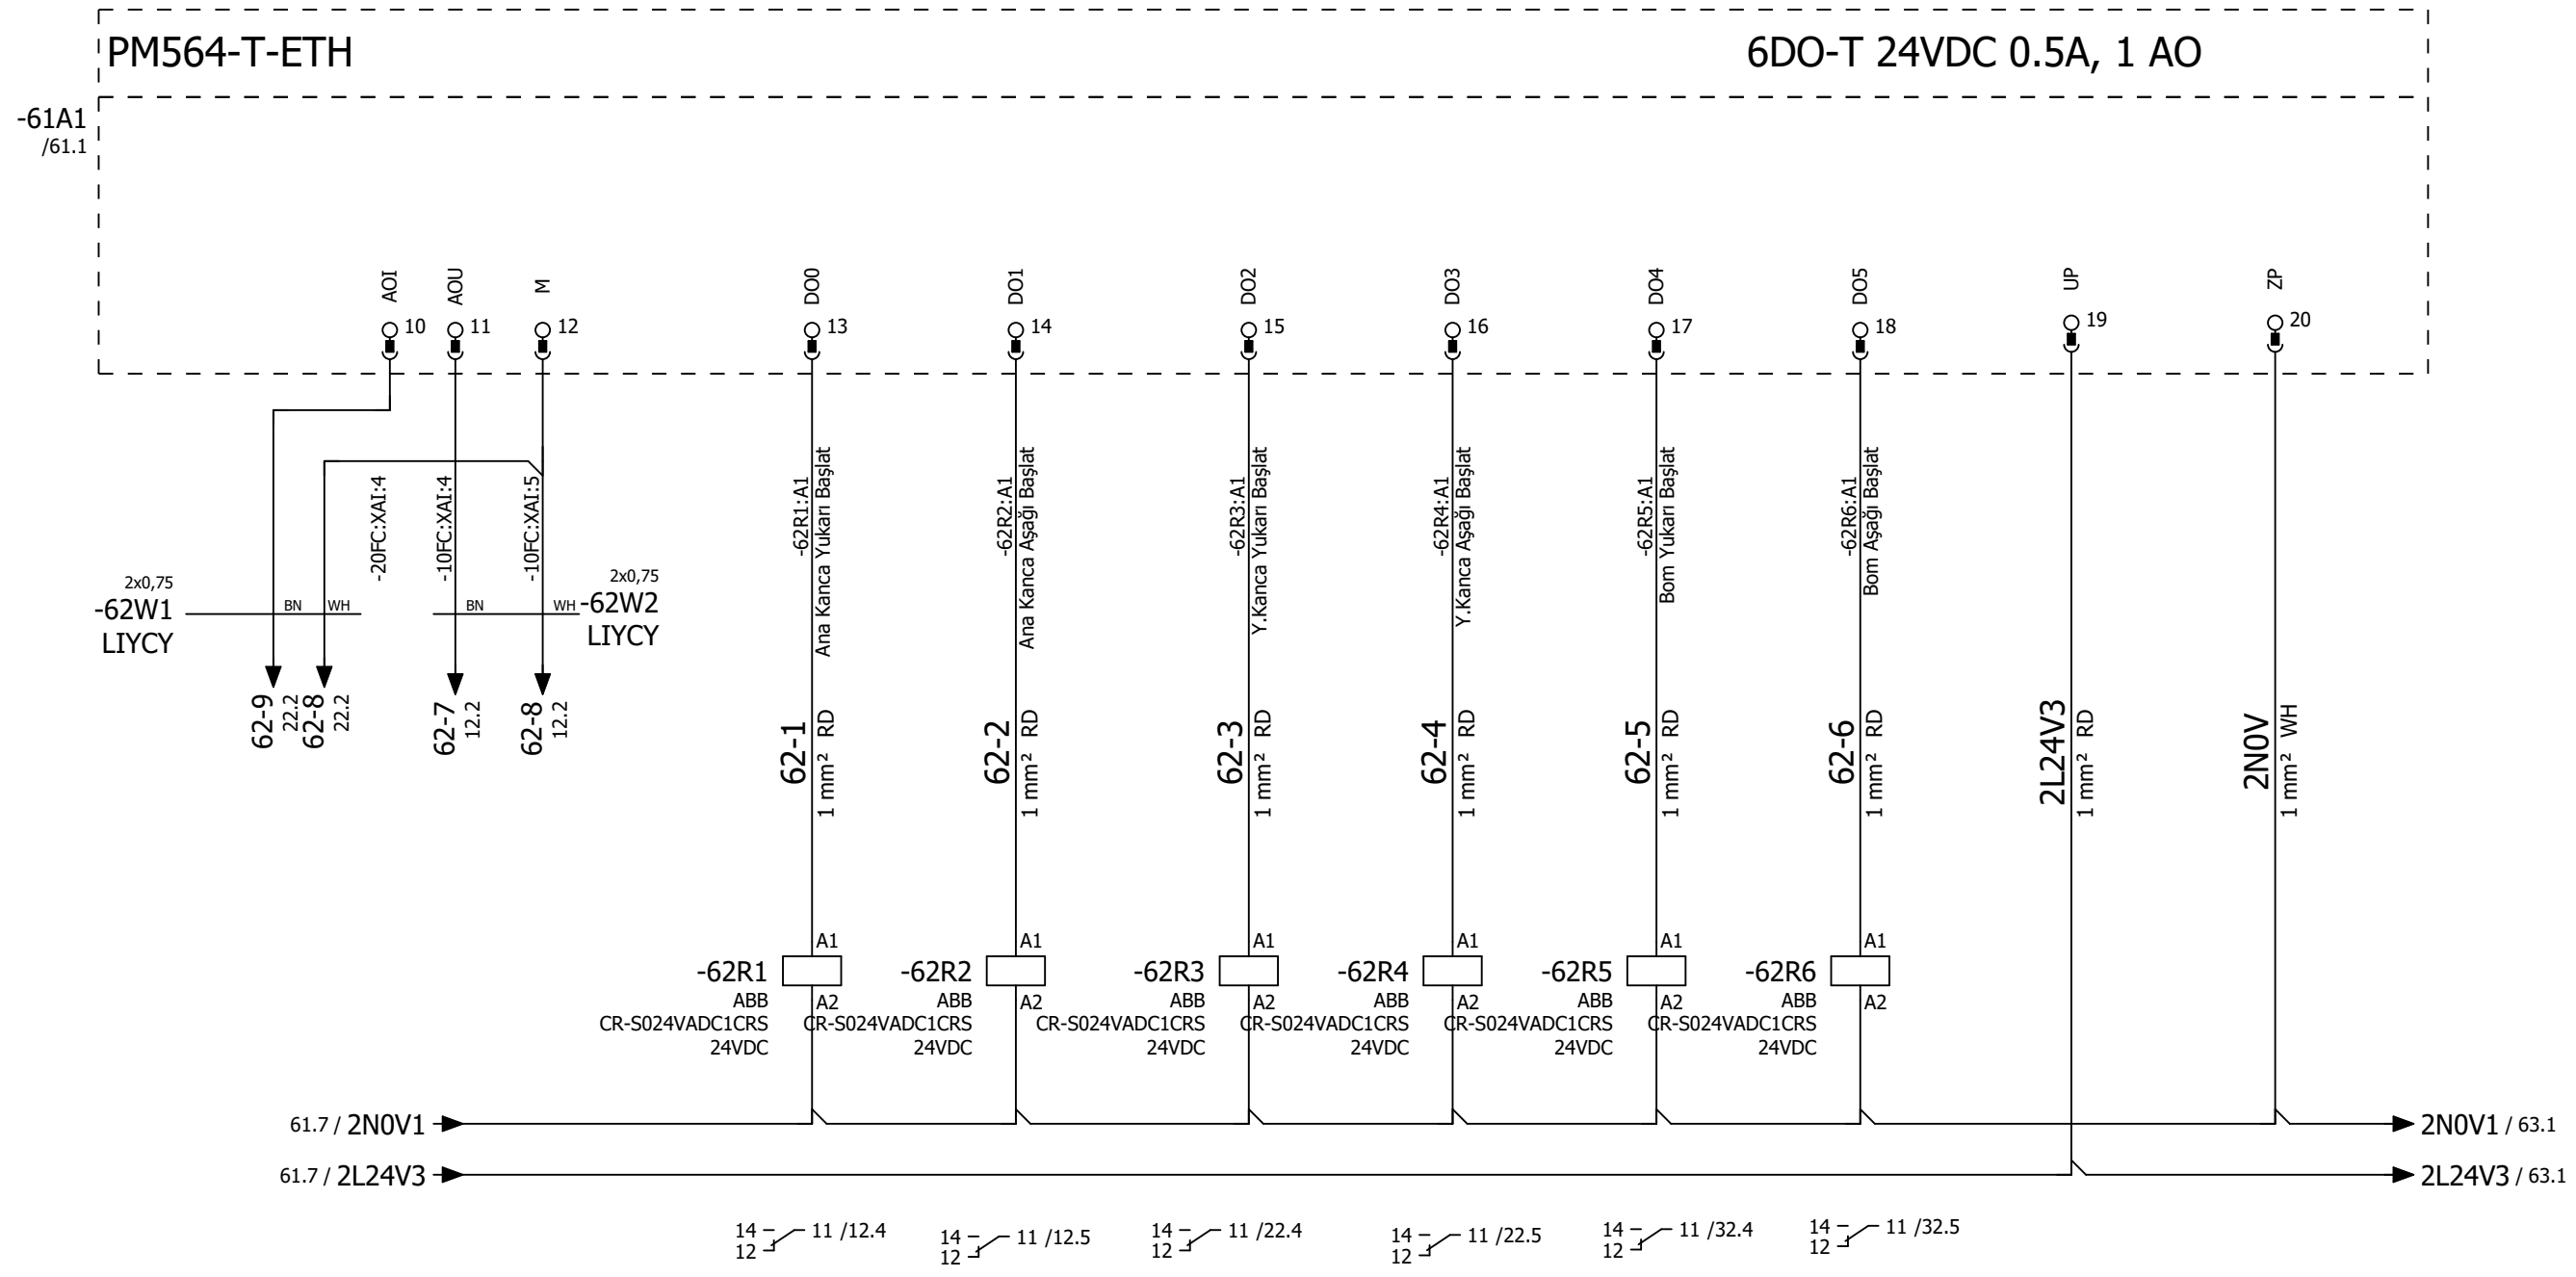 PM564-T-ETH
6DO-T 24VDC 0.5A, 1 AO
-61A1
/61.1
AOI
AOU
M
DO0
DO1
DO2
DO3
DO4
DO5
UP
ZP
10
11
12
13
14
15
16
17
18
19
20
-20FC:XAI:4
-10FC:XAI:4
-10FC:XAI:5
-62R1:A1
Ana Kanca Yukarı Başlat
-62R2:A1
Ana Kanca Aşağı Başlat
-62R3:A1
Y.Kanca Yukarı Başlat
-62R4:A1
Y.Kanca Aşağı Başlat
-62R5:A1
Bom Yukarı Başlat
-62R6:A1
Bom Aşağı Başlat
2x0,75
-62W1
LIYCY
BN
WH
BN
WH
2x0,75
-62W2
LIYCY
62-9
22.2
62-8
22.2
62-7
12.2
62-8
12.2
62-1
1 mm² RD
62-2
1 mm² RD
62-3
1 mm² RD
62-4
1 mm² RD
62-5
1 mm² RD
62-6
1 mm² RD
2L24V3
1 mm² RD
2N0V
1 mm² WH
A1
-62R1
ABB
A2
CR-S024VADC1CRS
24VDC
A1
-62R2
ABB
A2
CR-S024VADC1CRS
24VDC
A1
-62R3
ABB
A2
CR-S024VADC1CRS
24VDC
A1
-62R4
ABB
A2
CR-S024VADC1CRS
24VDC
A1
-62R5
ABB
A2
CR-S024VADC1CRS
24VDC
A1
-62R6
ABB
A2
CR-S024VADC1CRS
24VDC
61.7 / 2N0V1
2N0V1 / 63.1
61.7 / 2L24V3
2L24V3 / 63.1
14 11 /12.4
12
14 11 /12.5
12
14 11 /22.4
12
14 11 /22.5
12
14 11 /32.4
12
14 11 /32.5
12